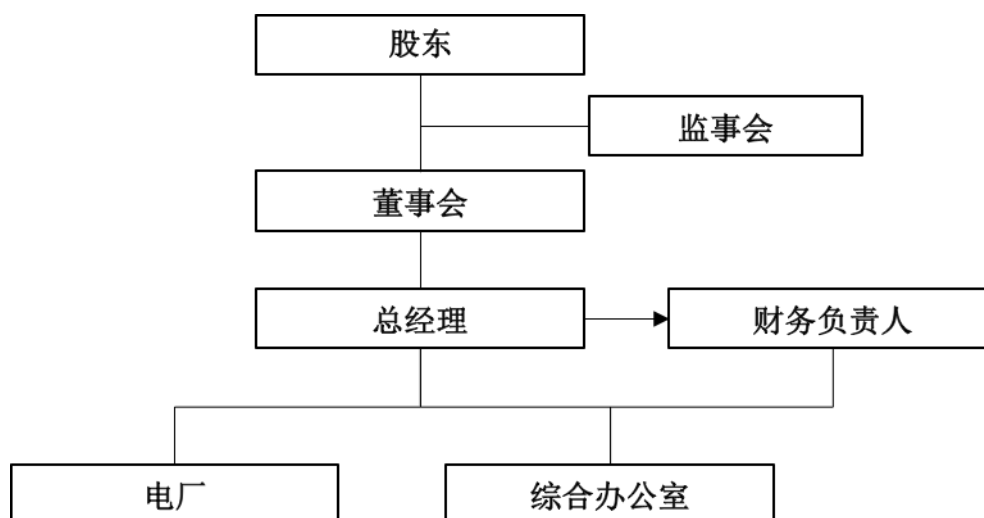 股东
监事会
董事会
总经理
财务负责人
电厂
综合办公室